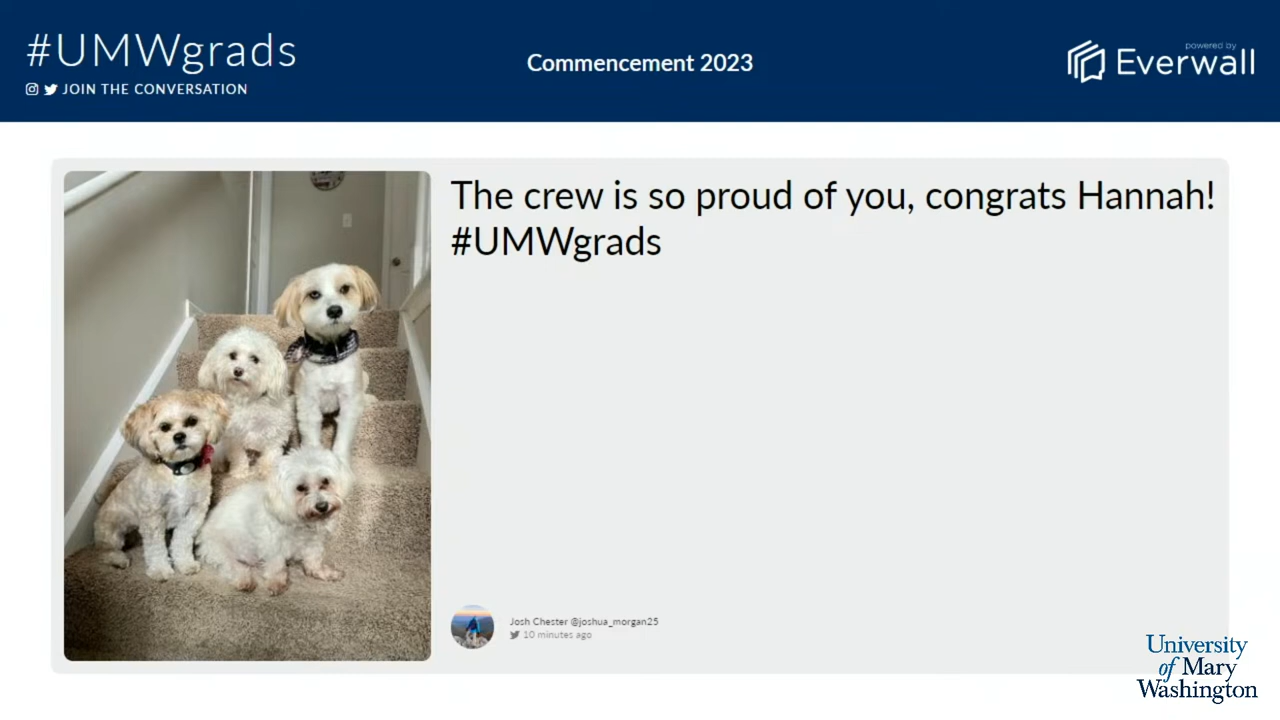 #UMWgrads
JOIN THE CONVERSATION
Commencement 2023
powered by
Everwall
The crew is so proud of you, congrats Hannah!
#UMWgrads
Josh Chester @joshua_morgan25
10 minutes ago
University
of Mary
Washington